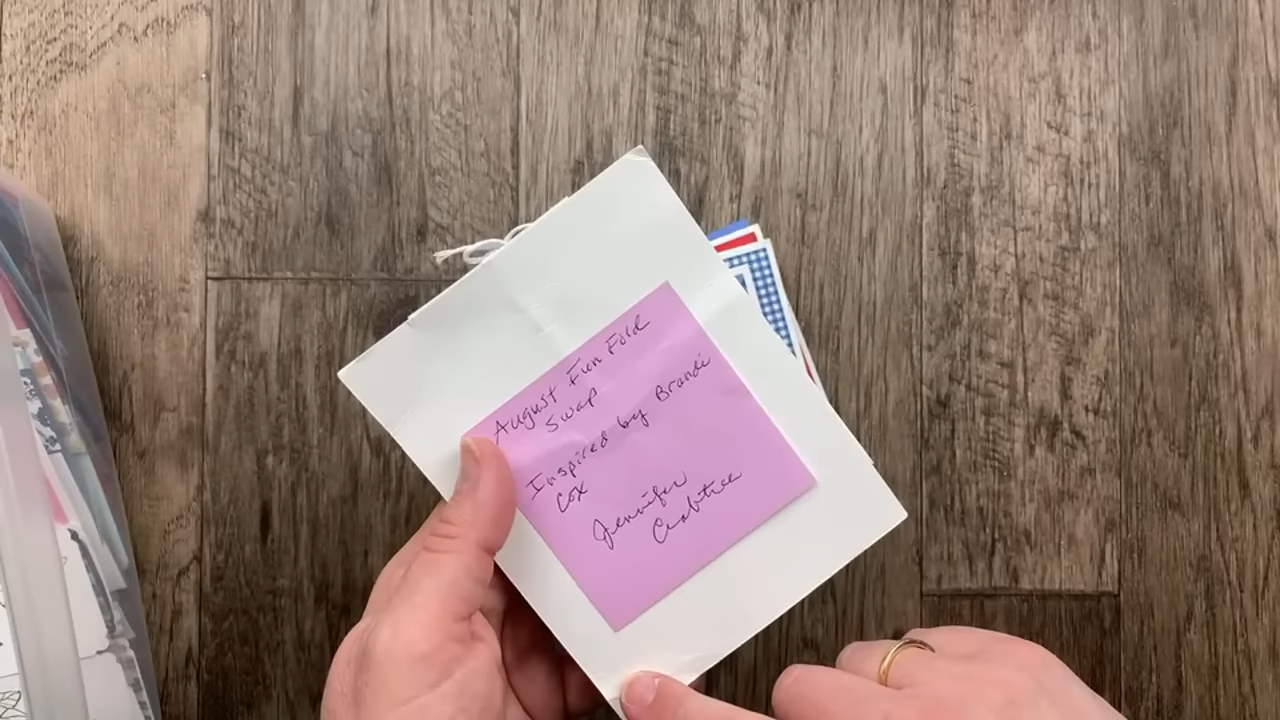 August Fun Fold
Swap
Inspired by Brandi
Cox
Jennifer
Crabtree